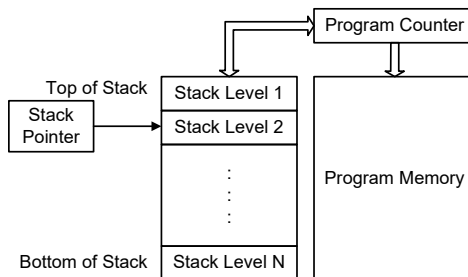 Program Counter
Top of Stack
Stack Level 1
Stack
Pointer
Stack Level 2
:
:
:
Program Memory
Bottom of Stack
Stack Level N